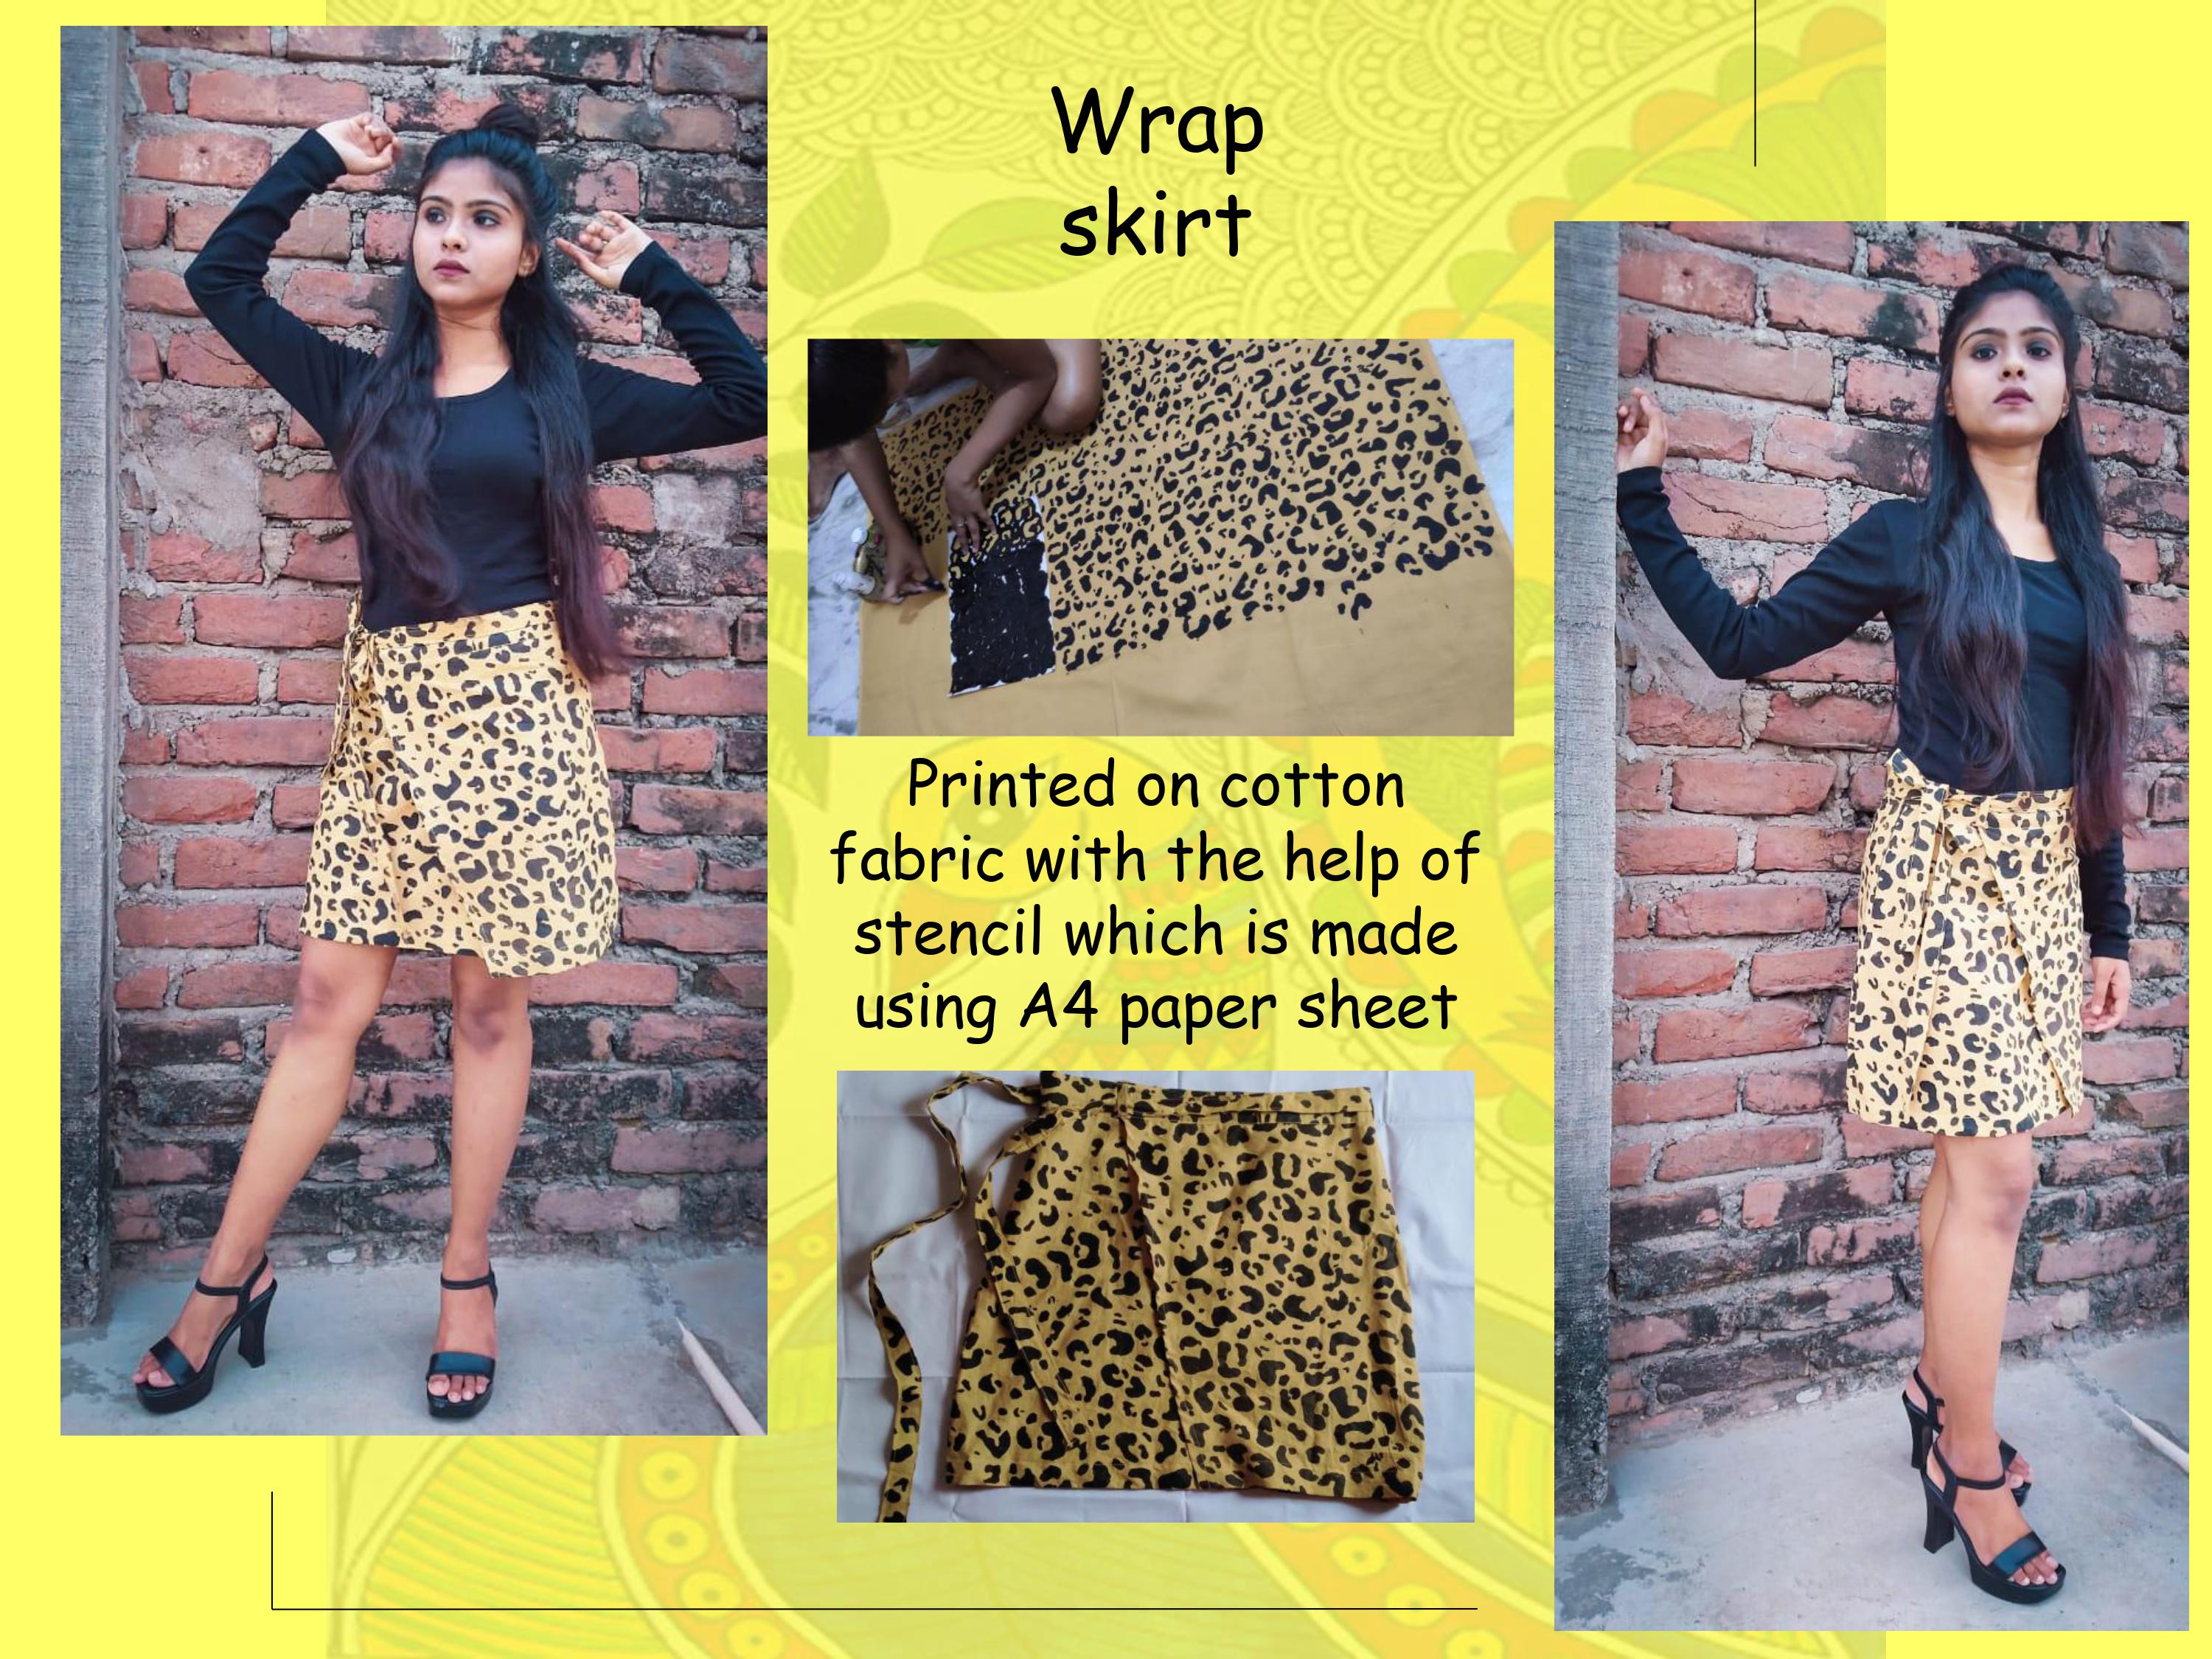 Wrap
skirt
Printed on cotton
fabric with the help of
stencil which is made
using A4 paper sheet